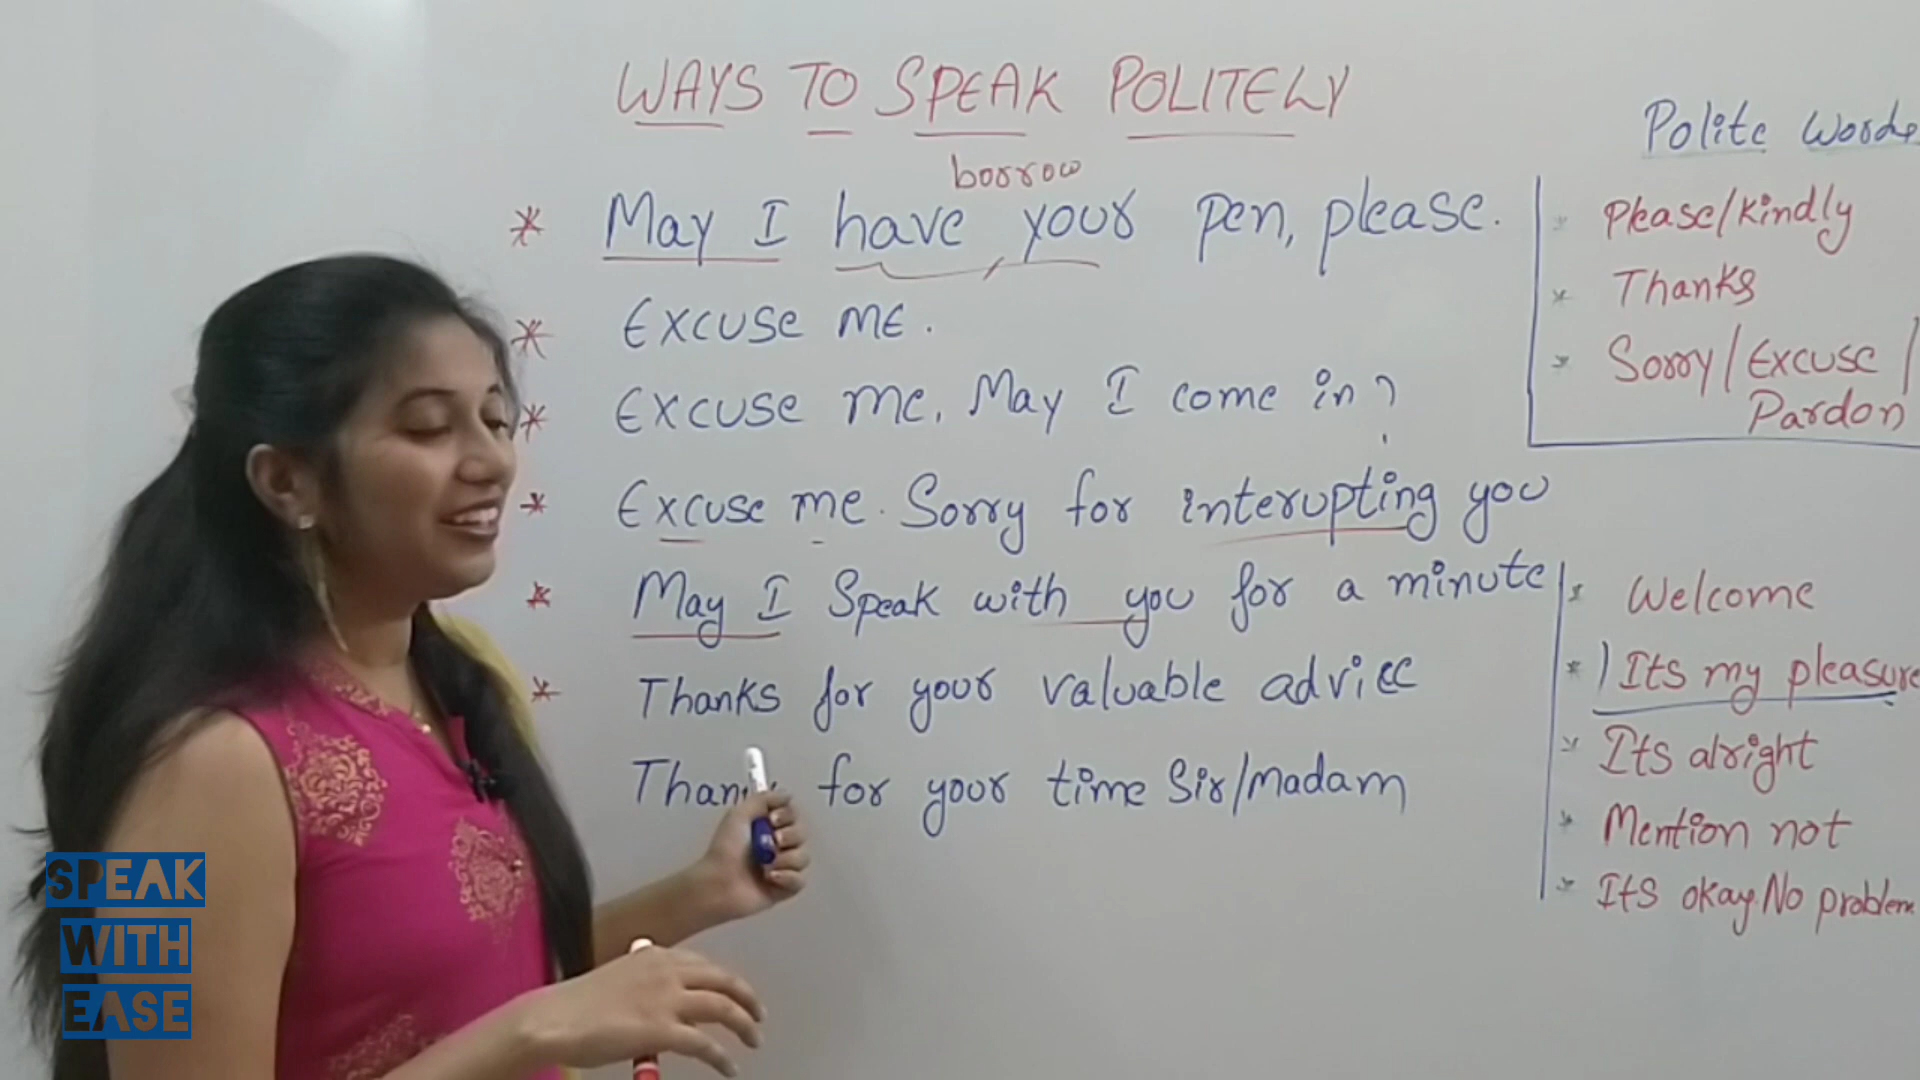 WAYS TO SPEAK POLITELY
borrow
* May I have your pen, please.
* Excuse me.
* Excuse me. May I come in?
* Excuse me. Sorry for interupting you
* May I Speak with you for a minute
* Thanks for your valuable advice
for your time Sir/Madam
Polite Words
* Please/Kindly
* Thanks
* Sorry/Excuse/
Pardon
* Welcome
* Its my pleasure
* Its alright
* Mention not
* Its okay. No problem
SPEAK
WITH
EASE